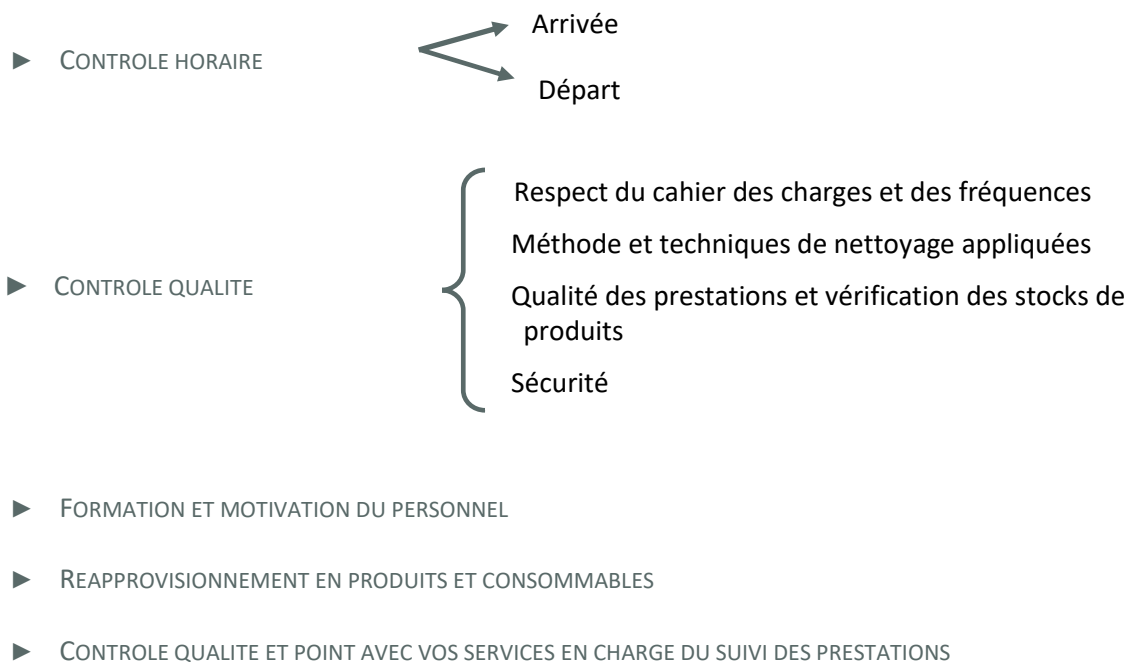 Arrivée
► CONTROLE HORAIRE
Départ
Respect du cahier des charges et des fréquences
Méthode et techniques de nettoyage appliquées
► CONTROLE QUALITE
Qualité des prestations et vérification des stocks de
produits
Sécurité
► FORMATION ET MOTIVATION DU PERSONNEL
► REAPPROVISIONNEMENT EN PRODUITS ET CONSOMMABLES
► CONTROLE QUALITE ET POINT AVEC VOS SERVICES EN CHARGE DU SUIVI DES PRESTATIONS